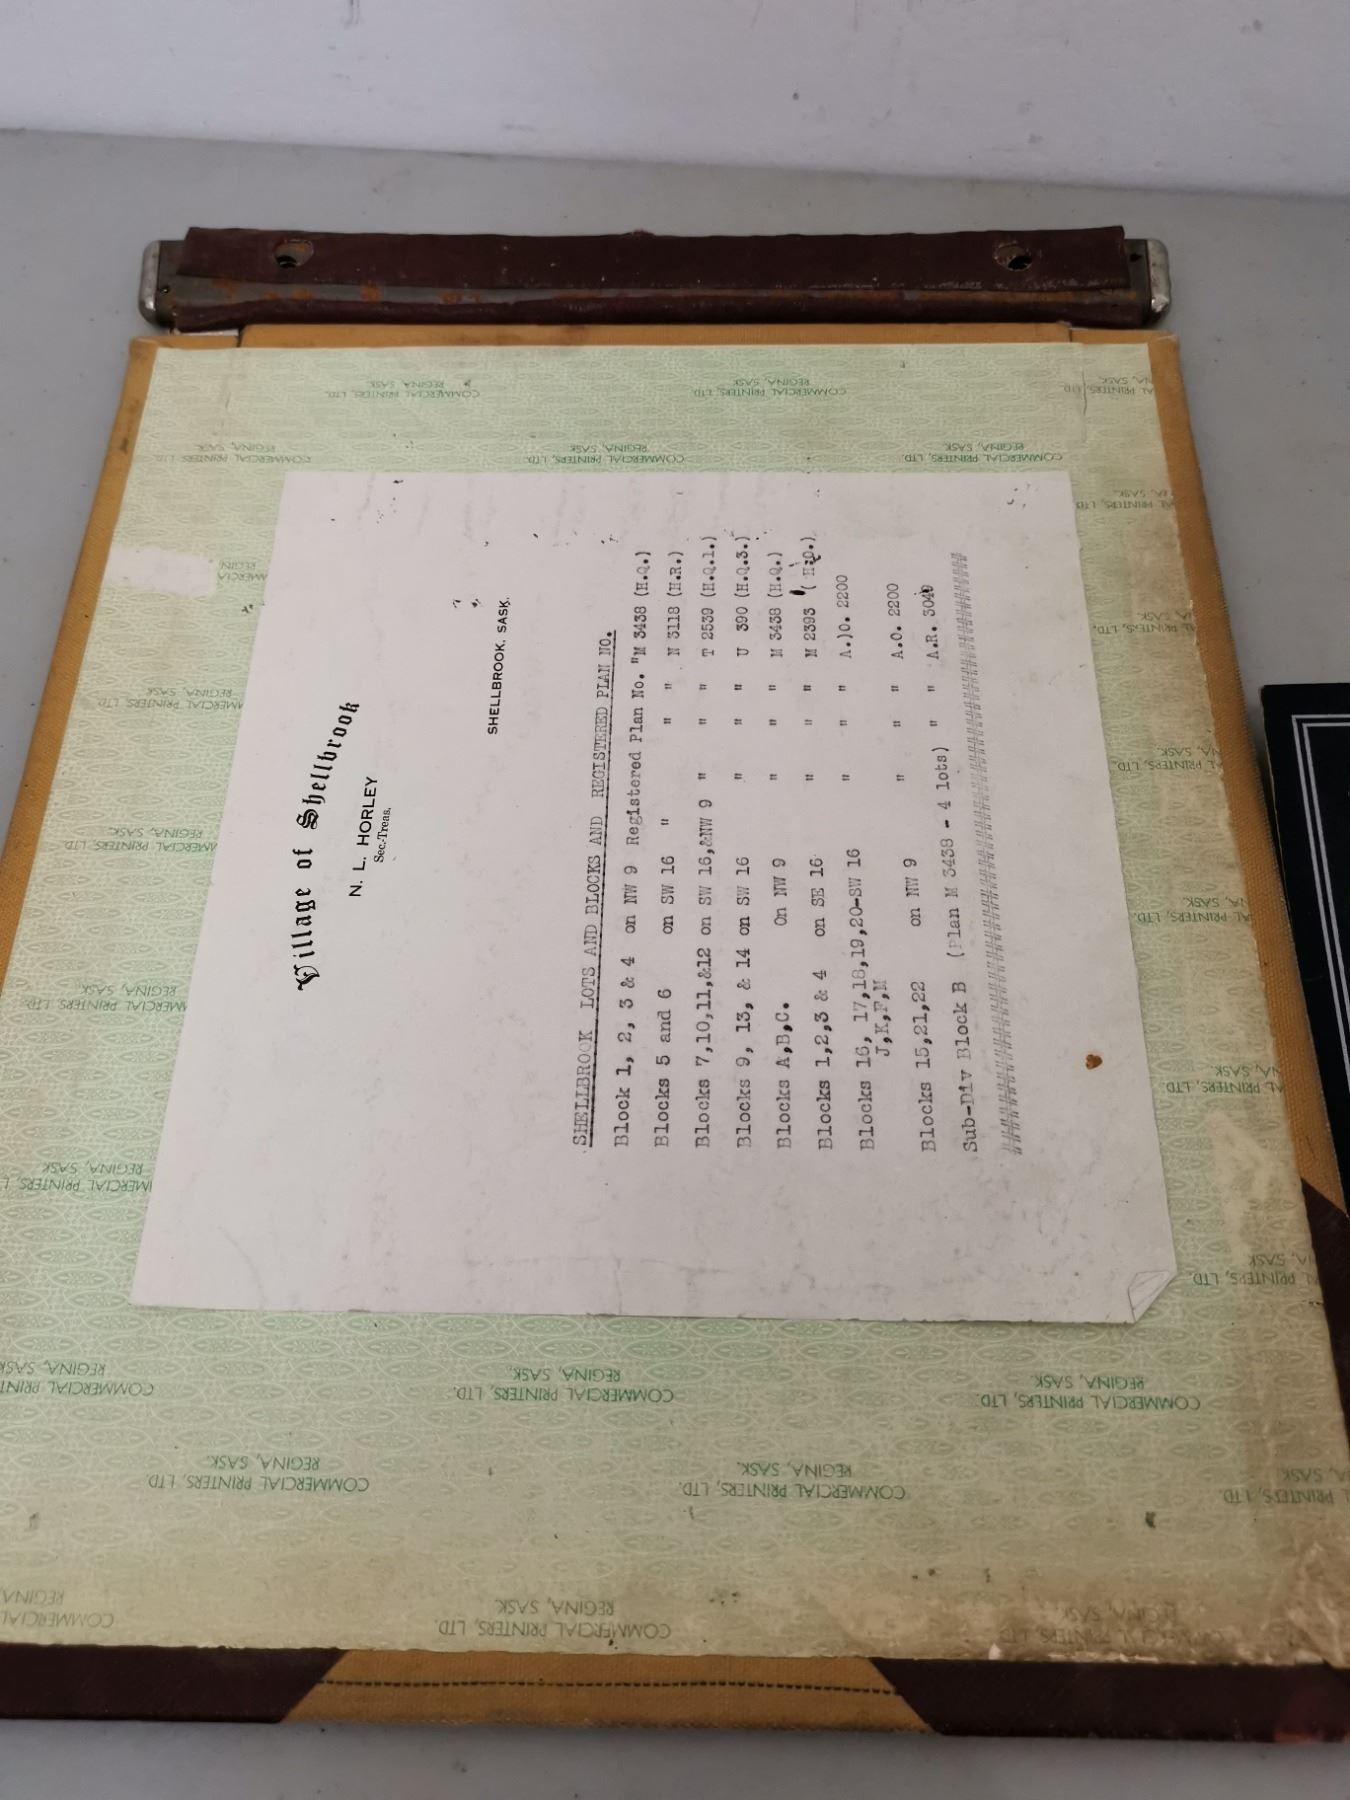 Village of Shellbrook
N. L. HORLEY
Sec.-Treas.
SHELLBROOK, SASK.
SHELLBROOK LOTS AND BLOCKS AND REGISTERED PLAN NO.
Block 1, 2, 3 & 4 on NW 9 Registered Plan No. "M 3438 (H.Q.)
Blocks 5 and 6 on SW 16 " " " N 3118 (H.R.)
Blocks 7,10,11,&12 on SW 16,&NW 9 " " " T 2539 (H.Q.1.)
Blocks 9, 13, & 14 on SW 16 " " " U 390 (H.Q.3.)
Blocks A,B,C. on NW 9 " " " M 3438 (H.Q.)
Blocks 1,2,3 & 4 on SE 16 " " " M 2393
Blocks 16, 17,18,19,20-SW 16 " " " A.)O. 2200
J,K,F,M
Blocks 15,21,22 on NW 9 " " " A.O. 2200
Sub-Div Block B (Plan M 3438 - 4 lots) " " A.R. 3040
COMMERCIAL PRINTERS, LTD.
REGINA, SASK.